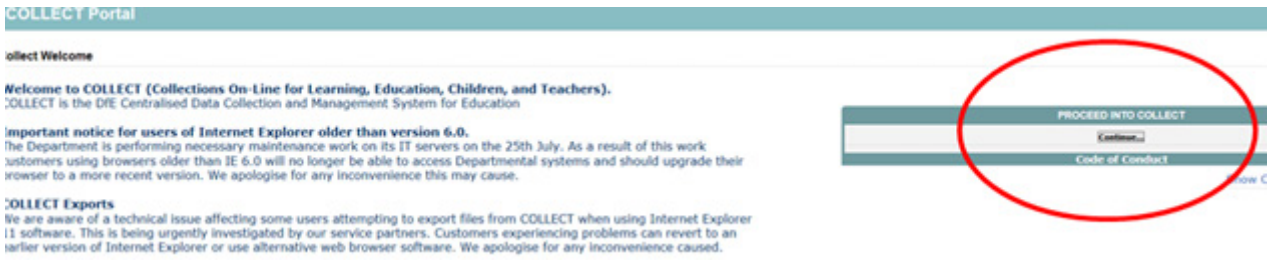 COLLECT Portal
ollect Welcome
Welcome to COLLECT (Collections On-Line for Learning, Education, Children, and Teachers).
COLLECT is the DfE Centralised Data Collection and Management System for Education
Important notice for users of Internet Explorer older than version 6.0.
The Department is performing necessary maintenance work on its IT servers on the 25th July. As a result of this work
customers using browsers older than IE 6.0 will no longer be able to access Departmental systems and should upgrade their
browser to a more recent version. We apologise for any inconvenience this may cause.
COLLECT Exports
We are aware of a technical issue affecting some users attempting to export files from COLLECT when using Internet Explorer
11 software. This is being urgently investigated by our service partners. Customers experiencing problems can revert to an
earlier version of Internet Explorer or use alternative web browser software. We apologise for any inconvenience caused.
PROCEED INTO COLLECT
Continue...
Code of Conduct
Show C